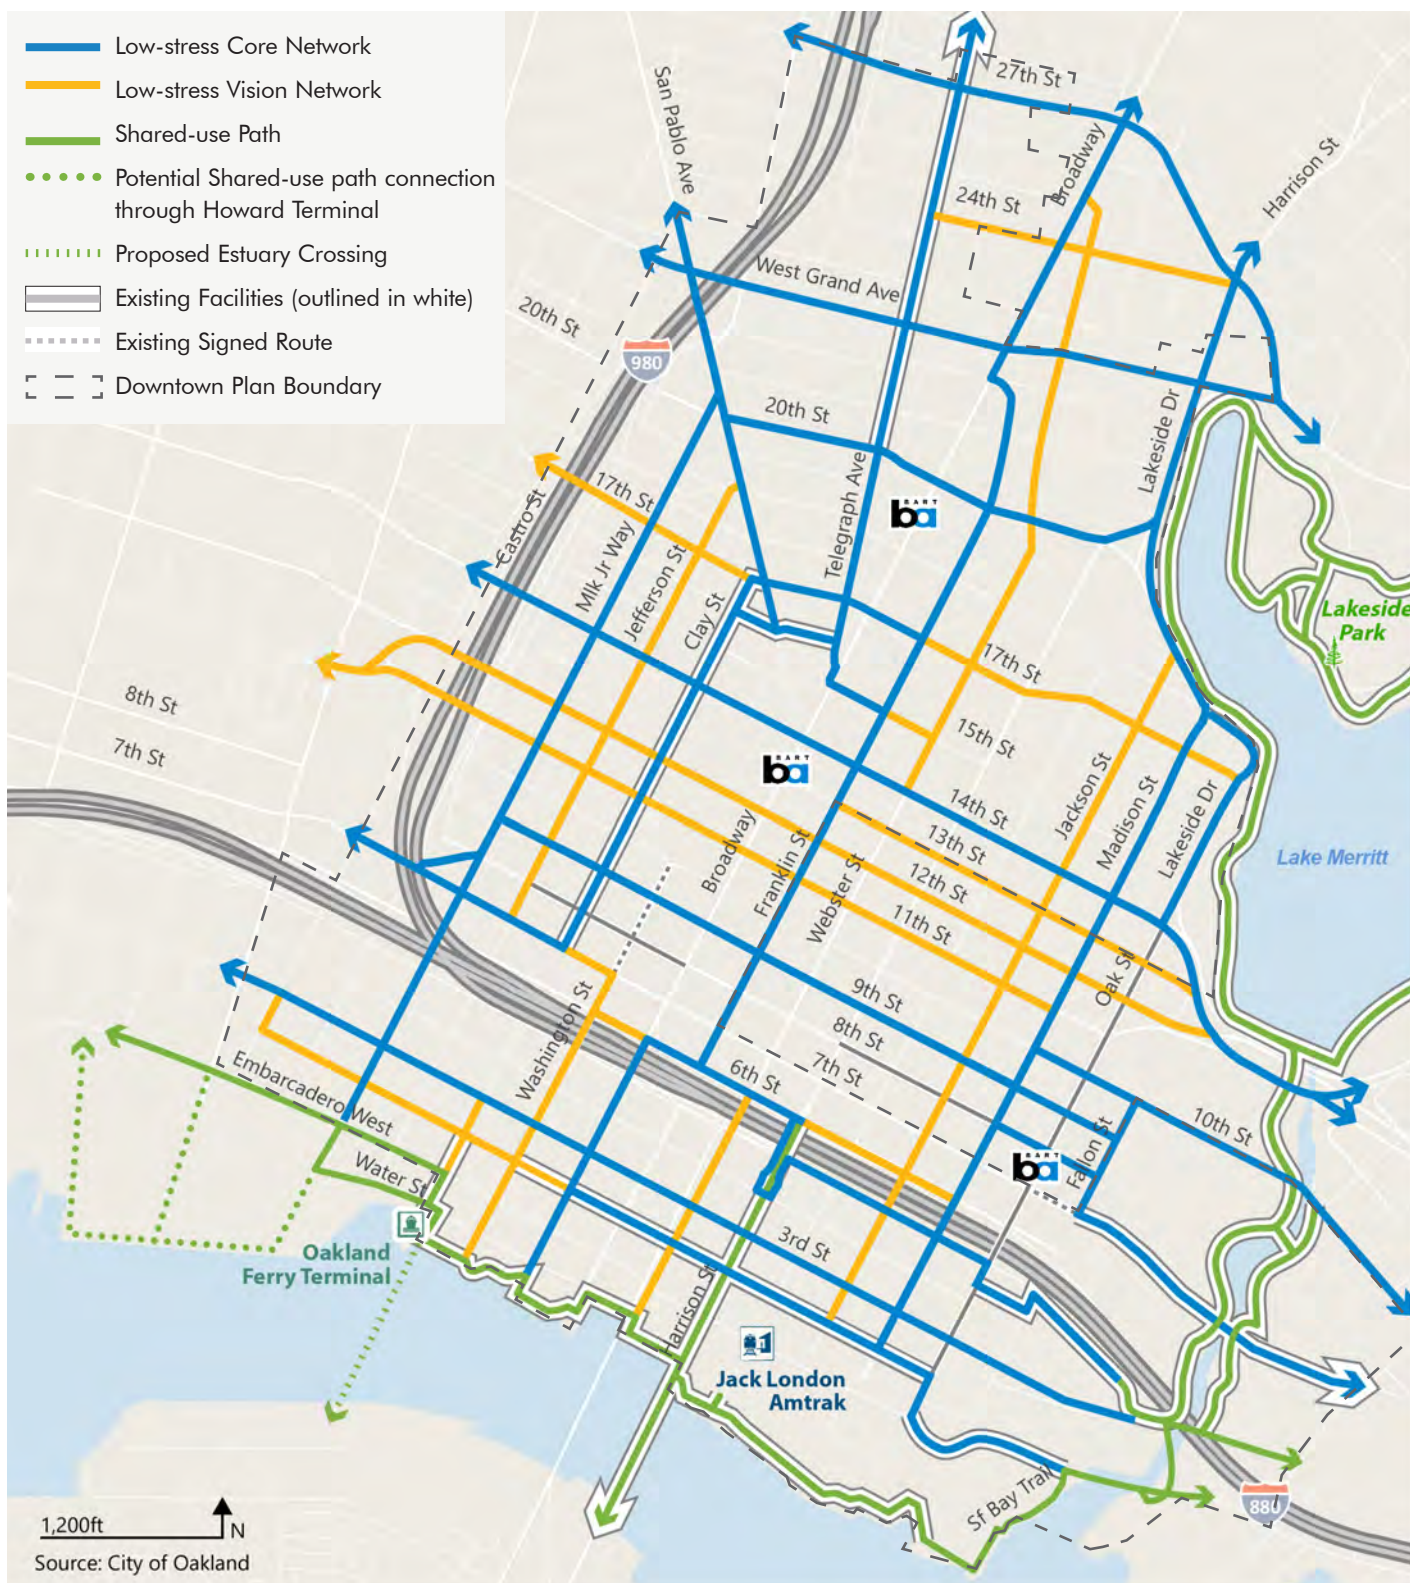 Low-stress Core Network
Low-stress Vision Network
Shared-use Path
Potential Shared-use path connection
through Howard Terminal
Proposed Estuary Crossing
Existing Facilities (outlined in white)
Existing Signed Route
Downtown Plan Boundary
San Pablo Ave
27th St
Broadway
Harrison St
24th St
West Grand Ave
20th St
980
20th St
Lakeside Dr
17th St
Telegraph Ave
BART
ba
Castro St
Mlk Jr Way
Jefferson St
Clay St
Lakeside
Park
17th St
8th St
7th St
15th St
BART
ba
14th St
Jackson St
Madison St
Lakeside Dr
Broadway
Franklin St
Webster St
13th St
12th St
11th St
Lake Merritt
Oak St
9th St
8th St
7th St
6th St
Washington St
Embarcadero West
Water St
10th St
Fallon St
BART
ba
Oakland
Ferry Terminal
3rd St
Harrison St
Jack London
Amtrak
Sf Bay Trail
880
1,200ft
N
Source: City of Oakland